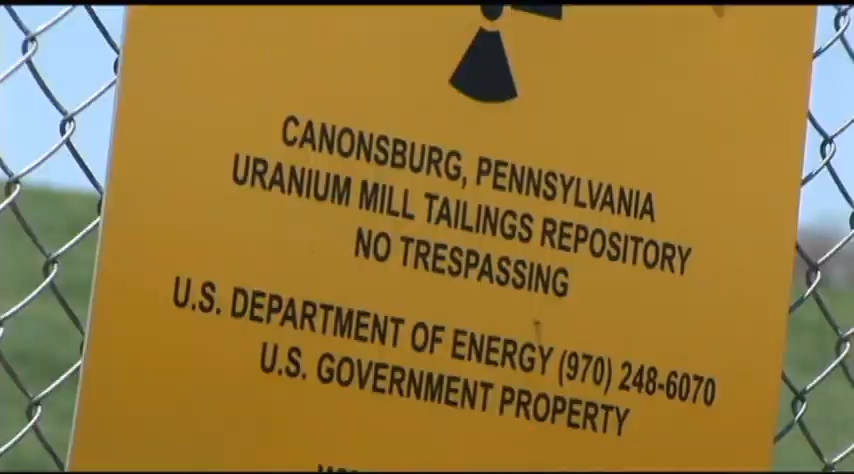 CANONSBURG, PENNSYLVANIA
URANIUM MILL TAILINGS REPOSITORY
NO TRESPASSING
U.S. DEPARTMENT OF ENERGY (970) 248-6070
U.S. GOVERNMENT PROPERTY